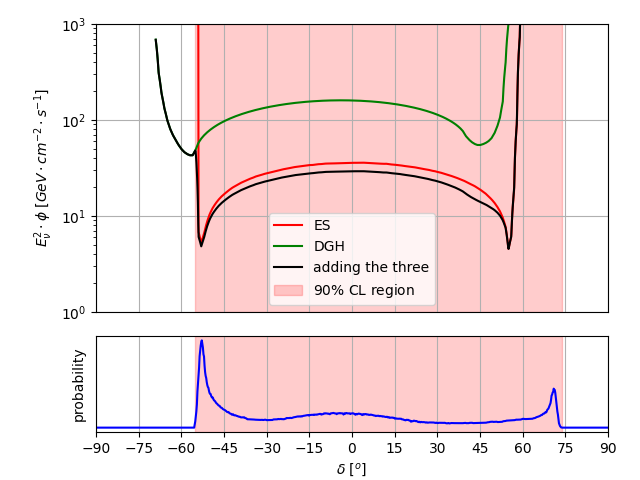 10³
10²
10¹
10⁰
E_ν² · ϕ [GeV · cm⁻² · s⁻¹]
ES
DGH
adding the three
90% CL region
probability
−90 −75 −60 −45 −30 −15 0 15 30 45 60 75 90
δ [°]